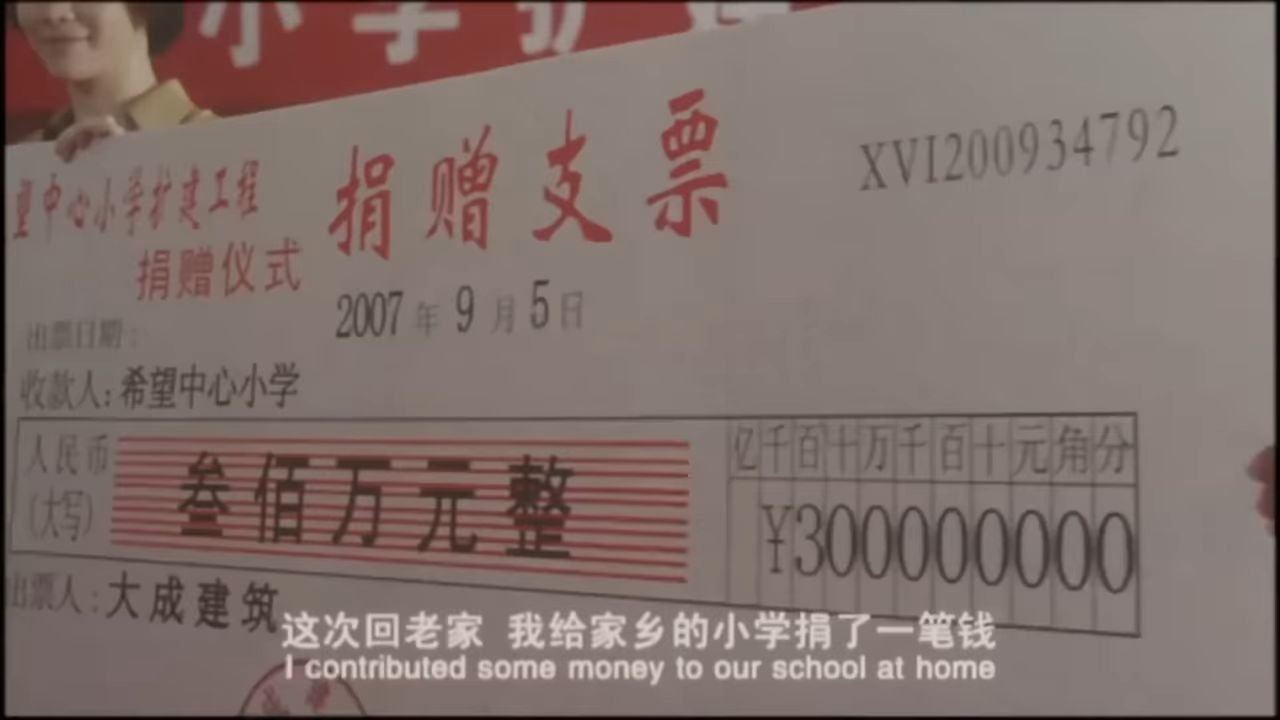 小学扩建
望中心小学扩建工程
捐赠仪式
捐赠支票
XVI200934792
出票日期:
2007年9月5日
收款人:希望中心小学
人民币
(大写)
叁佰万元整
亿千百十万千百十元角分
¥300000000
出票人:大成建筑
这次回老家 我给家乡的小学捐了一笔钱
I contributed some money to our school at home